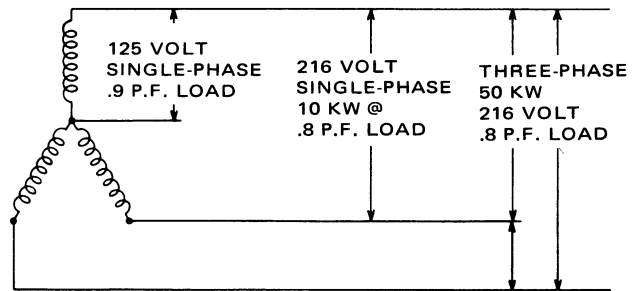 125 VOLT
SINGLE-PHASE
.9 P.F. LOAD
216 VOLT
SINGLE-PHASE
10 KW @
.8 P.F. LOAD
THREE-PHASE
50 KW
216 VOLT
.8 P.F. LOAD